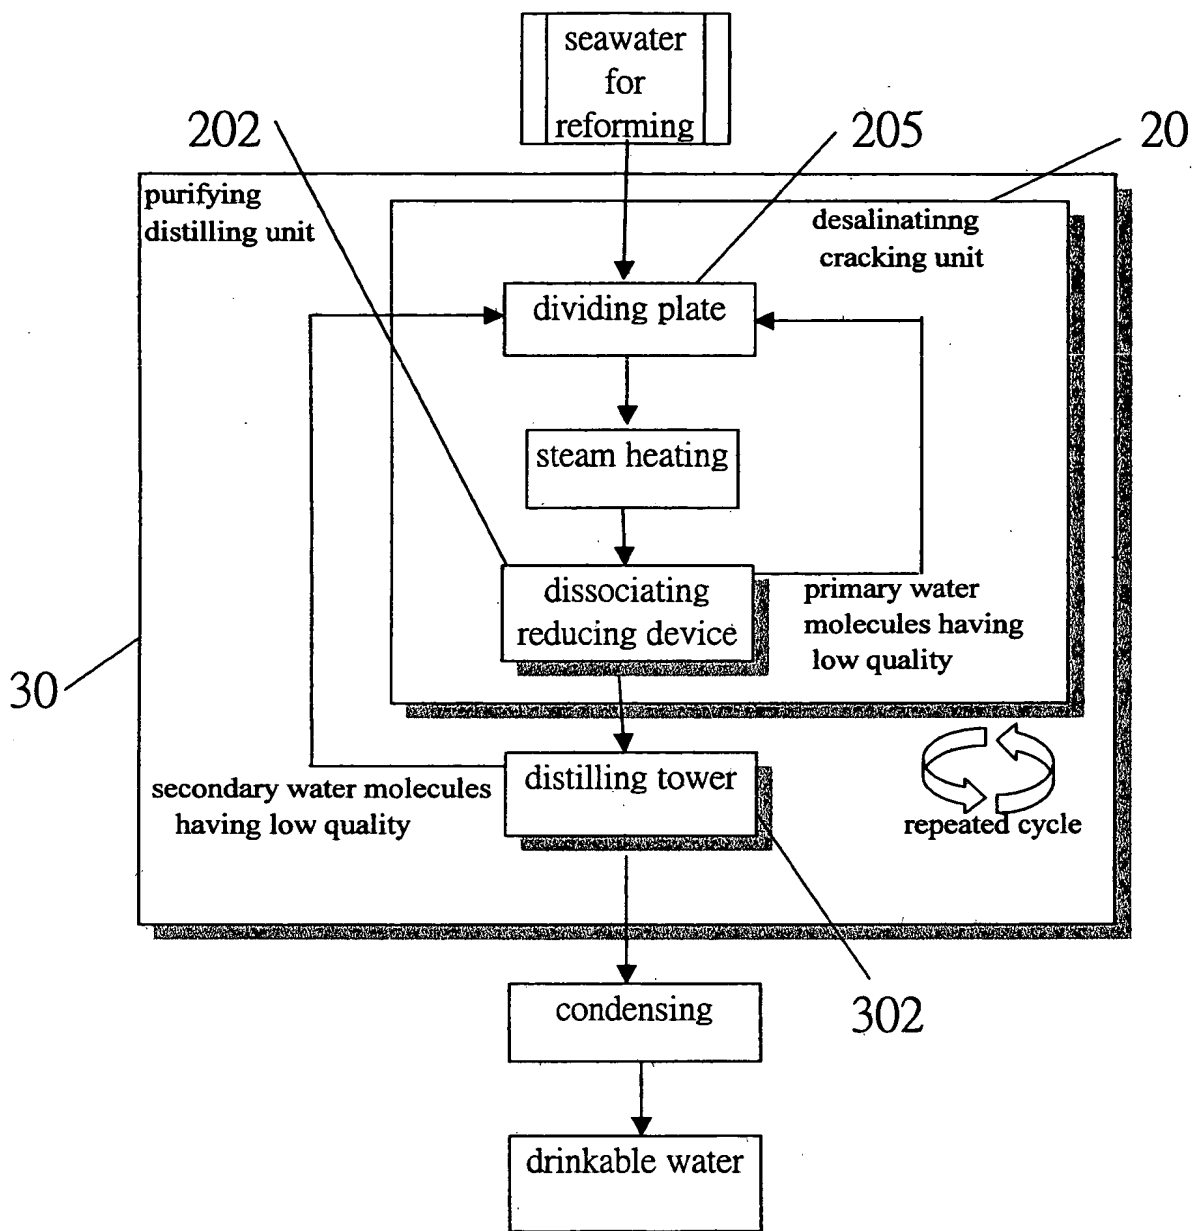 seawater
for
reforming
202
205
20
purifying
distilling unit
desalinatinng
cracking unit
dividing plate
steam heating
dissociating
reducing device
primary water
molecules having
low quality
30
distilling tower
secondary water molecules
having low quality
repeated cycle
condensing
302
drinkable water